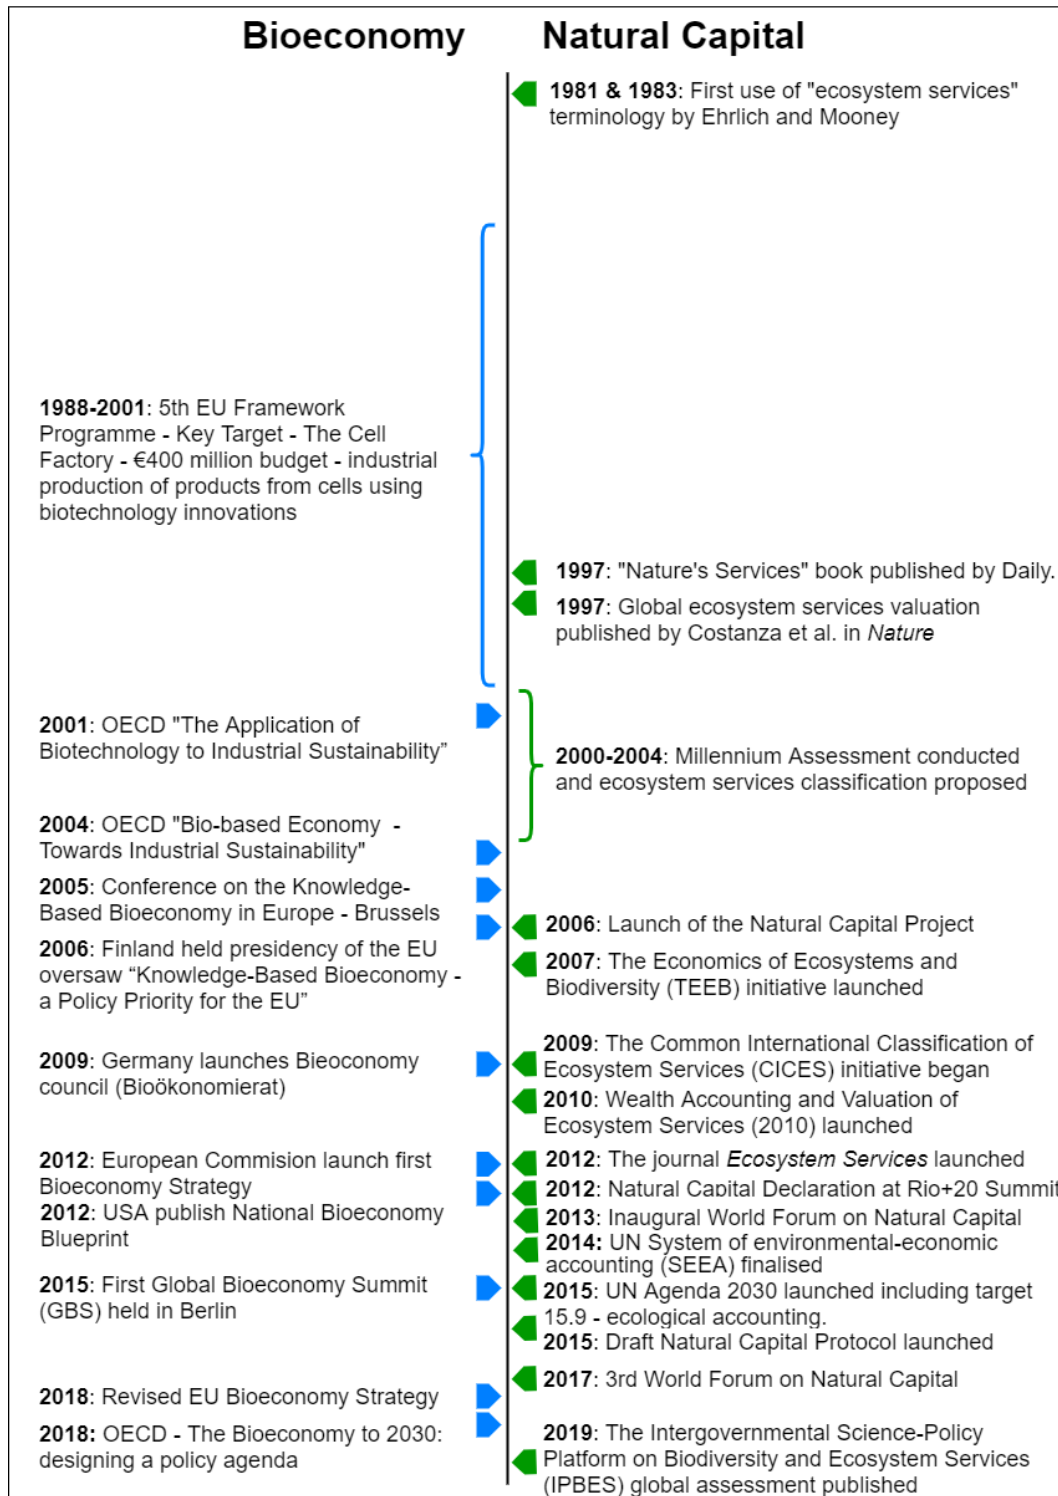 Bioeconomy
1988-2001: 5th EU Framework
Programme - Key Target - The Cell
Factory - €400 million budget - industrial
production of products from cells using
biotechnology innovations
2001: OECD "The Application of
Biotechnology to Industrial Sustainability”
2004: OECD "Bio-based Economy -
Towards Industrial Sustainability"
2005: Conference on the Knowledge-
Based Bioeconomy in Europe - Brussels
2006: Finland held presidency of the EU
oversaw “Knowledge-Based Bioeconomy -
a Policy Priority for the EU”
2009: Germany launches Bieoconomy
council (Bioökonomierat)
2012: European Commision launch first
Bioeconomy Strategy
2012: USA publish National Bioeconomy
Blueprint
2015: First Global Bioeconomy Summit
(GBS) held in Berlin
2018: Revised EU Bioeconomy Strategy
2018: OECD - The Bioeconomy to 2030:
designing a policy agenda
Natural Capital
1981 & 1983: First use of "ecosystem services"
terminology by Ehrlich and Mooney
1997: "Nature's Services" book published by Daily.
1997: Global ecosystem services valuation
published by Costanza et al. in Nature
2000-2004: Millennium Assessment conducted
and ecosystem services classification proposed
2006: Launch of the Natural Capital Project
2007: The Economics of Ecosystems and
Biodiversity (TEEB) initiative launched
2009: The Common International Classification of
Ecosystem Services (CICES) initiative began
2010: Wealth Accounting and Valuation of
Ecosystem Services (2010) launched
2012: The journal Ecosystem Services launched
2012: Natural Capital Declaration at Rio+20 Summit
2013: Inaugural World Forum on Natural Capital
2014: UN System of environmental-economic
accounting (SEEA) finalised
2015: UN Agenda 2030 launched including target
15.9 - ecological accounting.
2015: Draft Natural Capital Protocol launched
2017: 3rd World Forum on Natural Capital
2019: The Intergovernmental Science-Policy
Platform on Biodiversity and Ecosystem Services
(IPBES) global assessment published